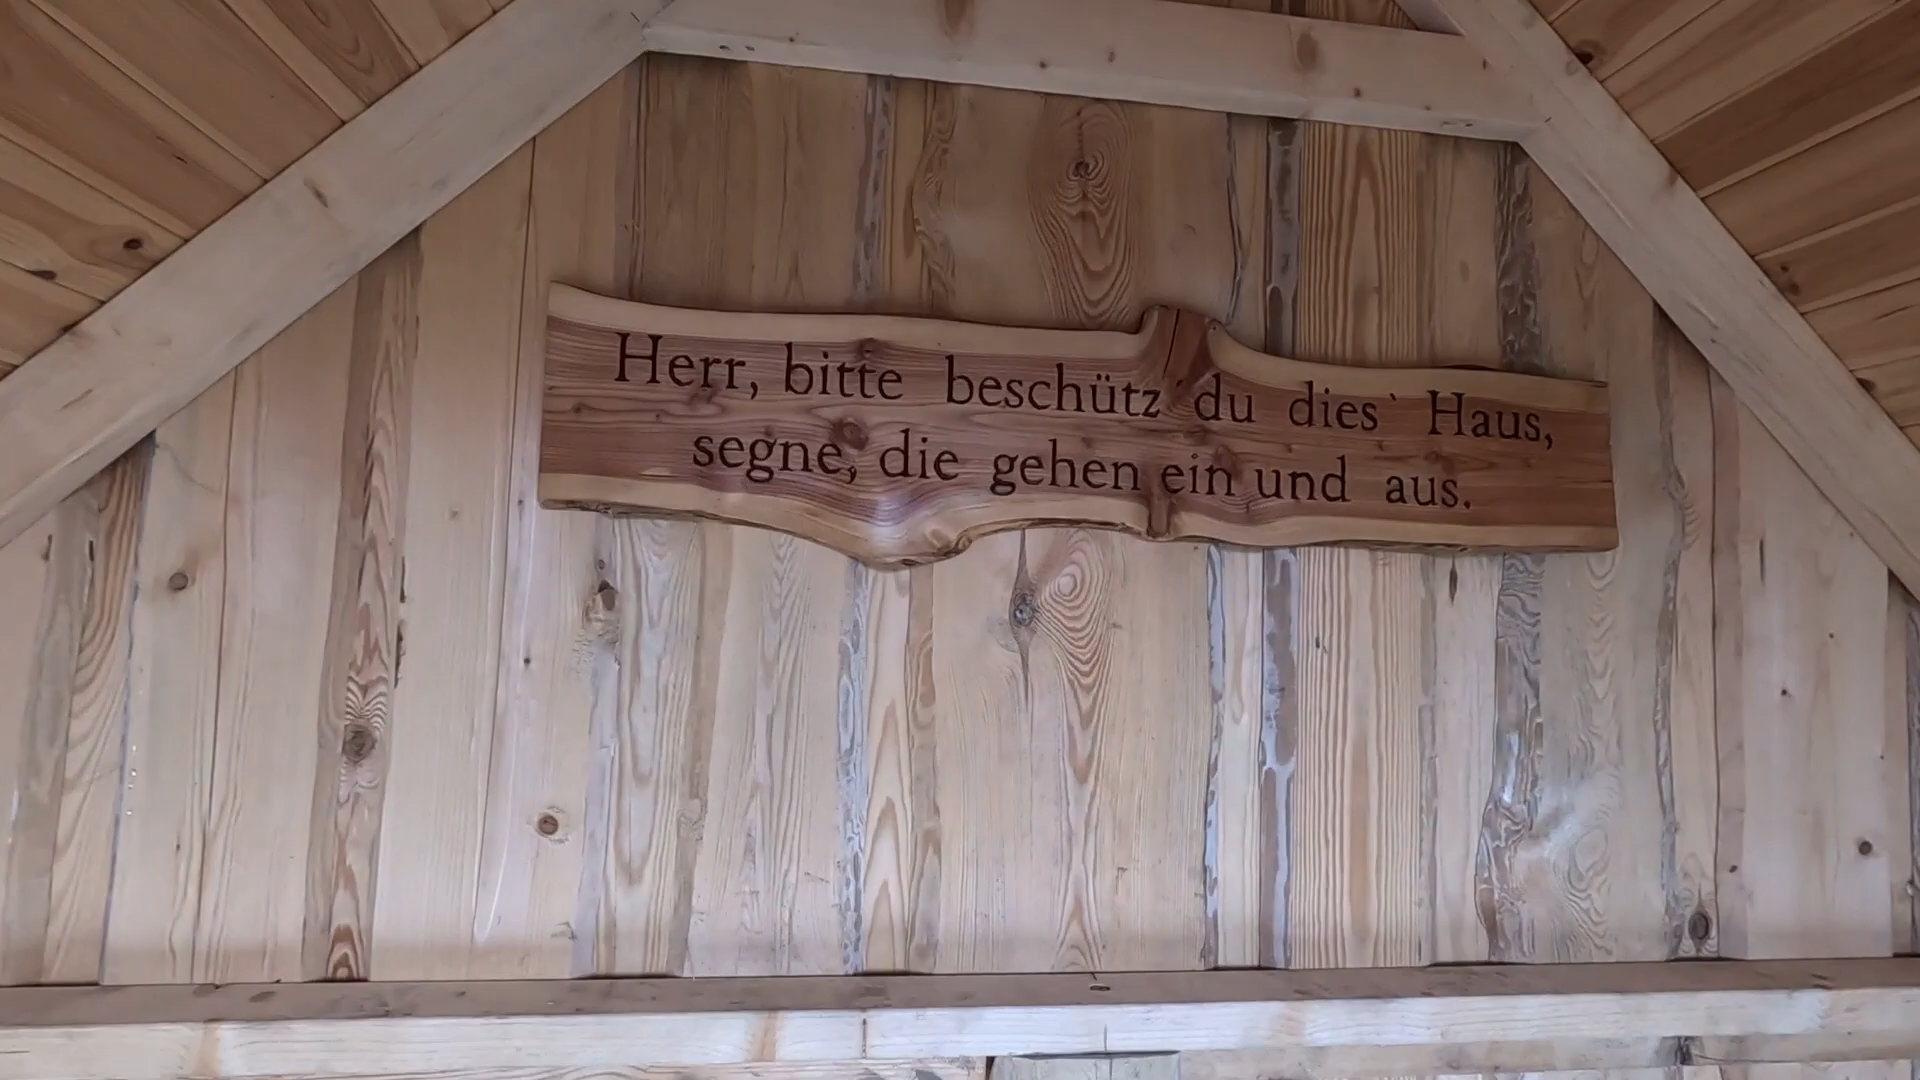 Herr, bitte beschütz du dies` Haus,
segne, die gehen ein und aus.